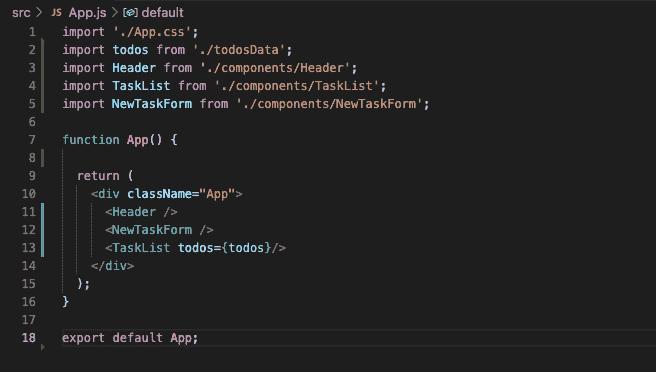 src > JS App.js > default
1 import './App.css';
2 import todos from './todosData';
3 import Header from './components/Header';
4 import TaskList from './components/TaskList';
5 import NewTaskForm from './components/NewTaskForm';
6
7 function App() {
8
9   return (
10     <div className="App">
11       <Header />
12       <NewTaskForm />
13       <TaskList todos={todos}/>
14     </div>
15   );
16 }
17
18 export default App;